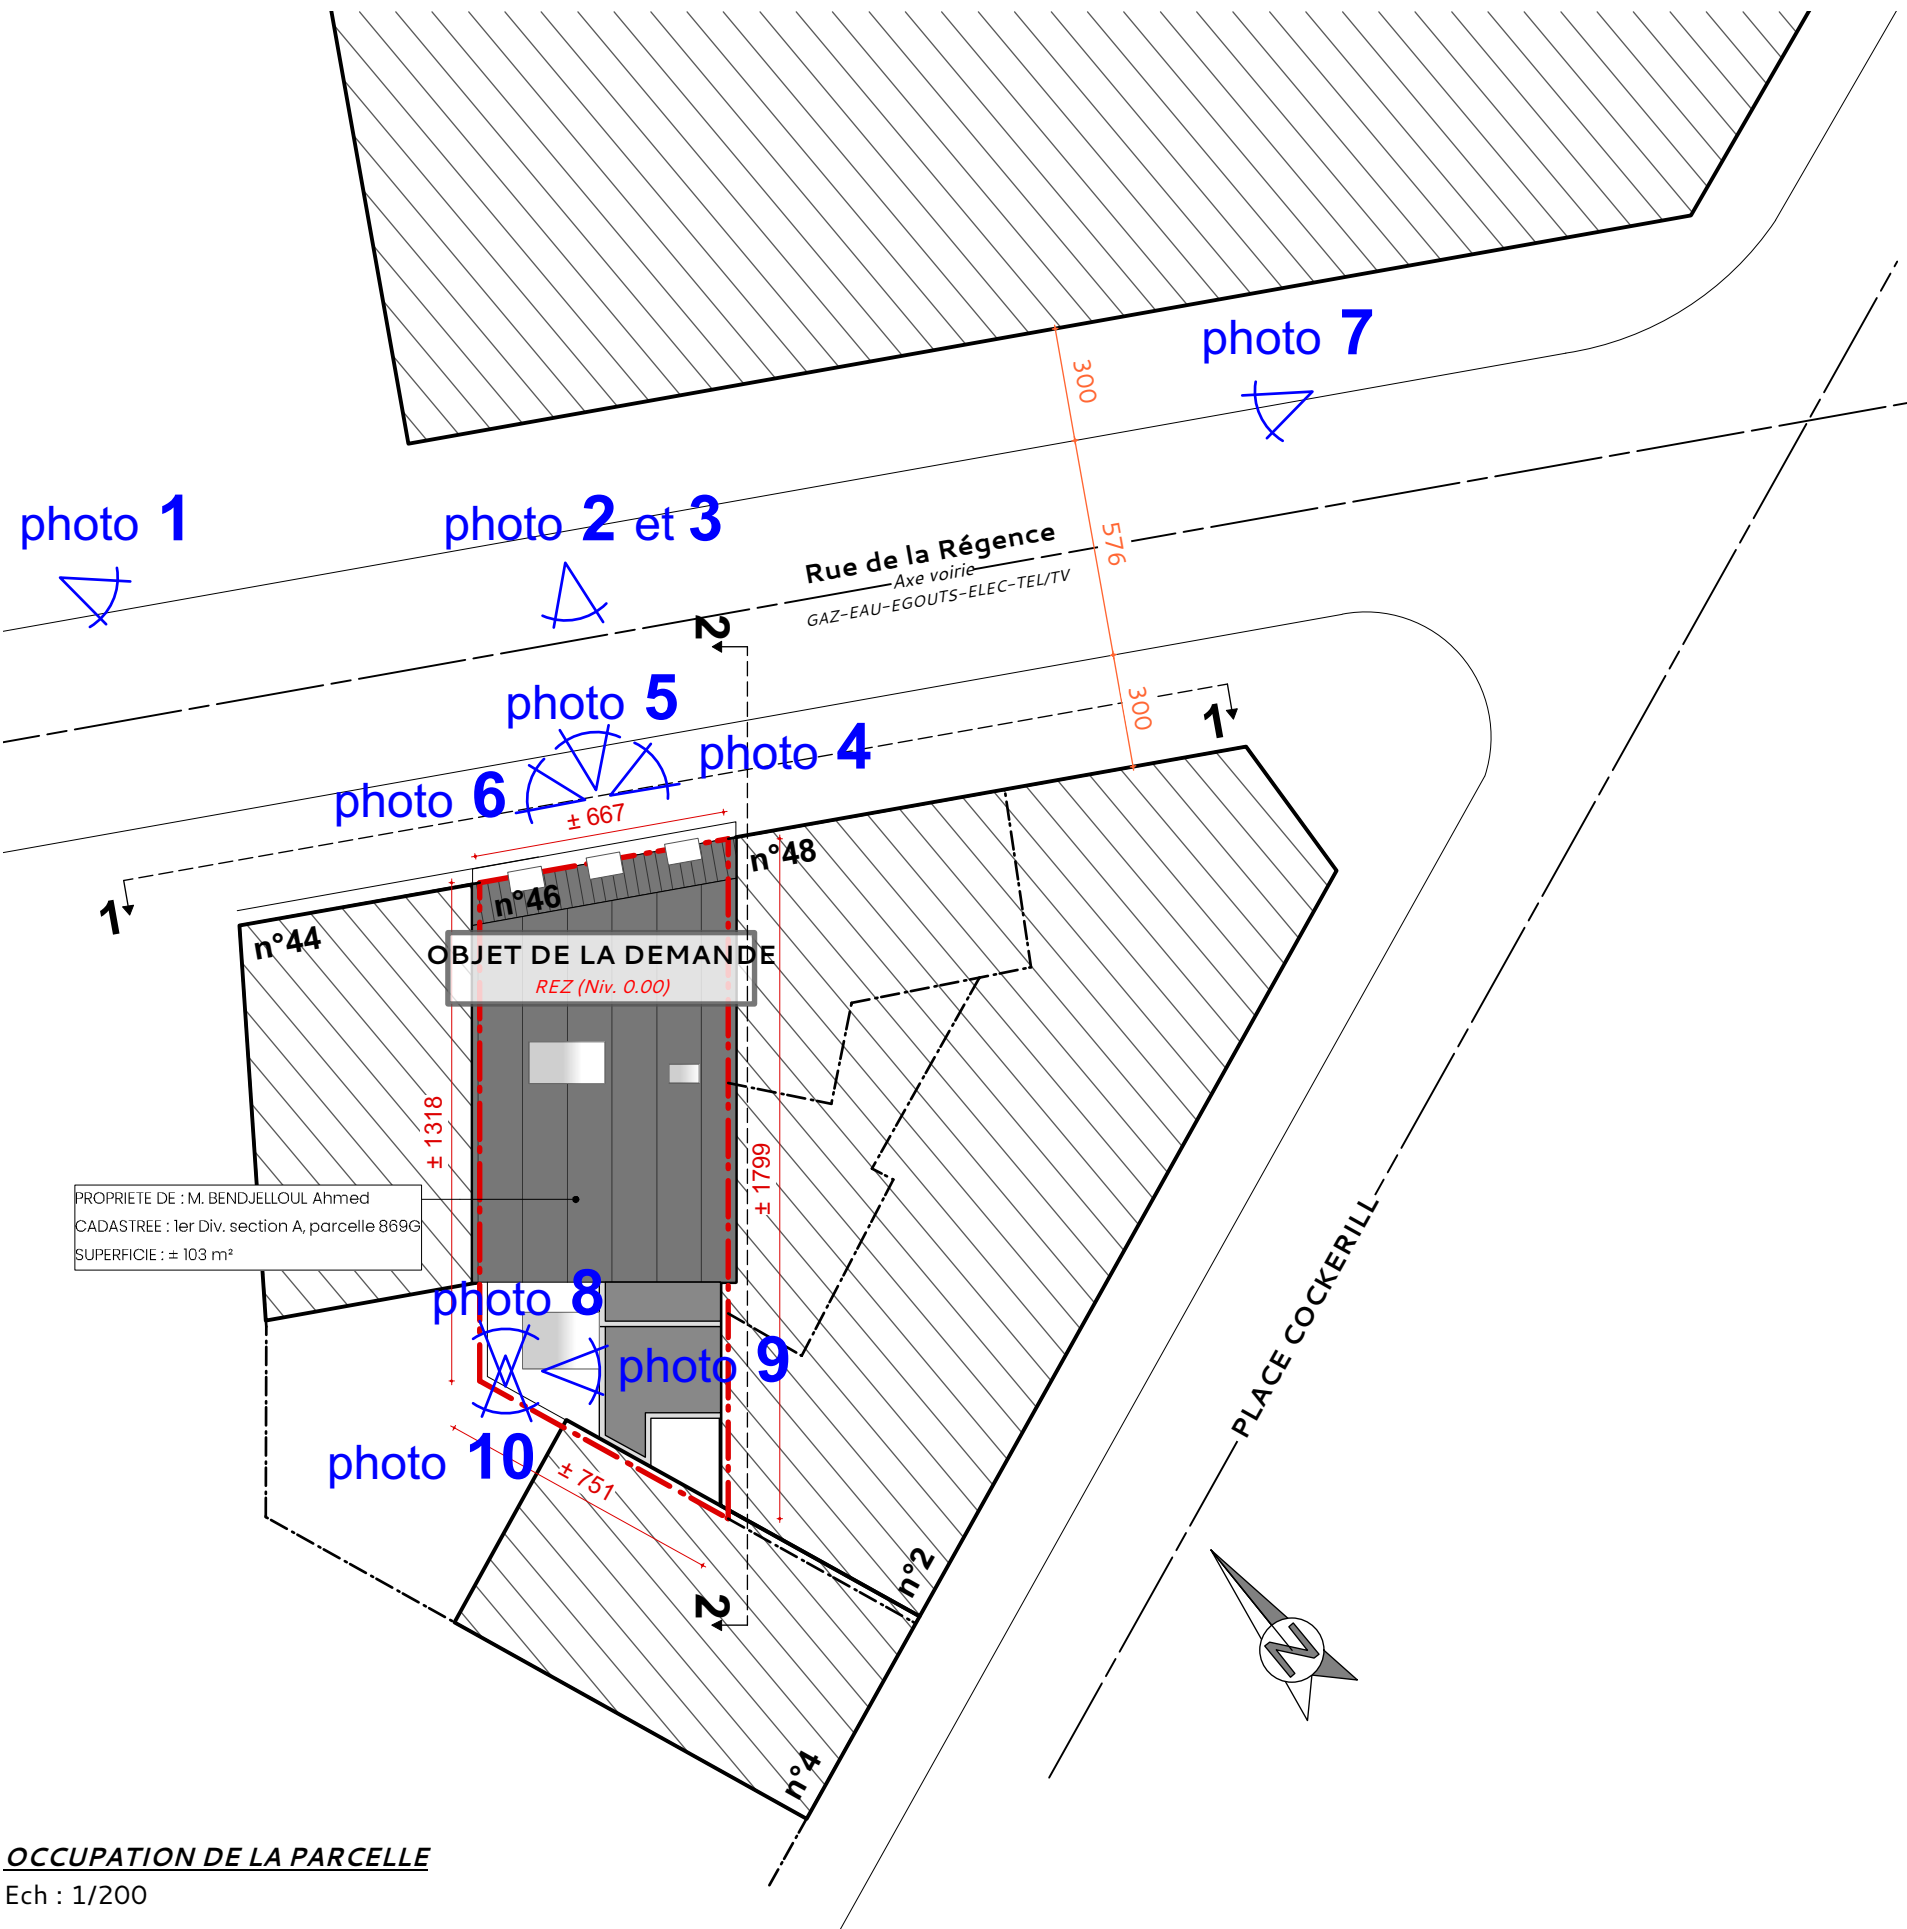 photo 7
300
photo 1
photo 2 et 3
576
Rue de la Régence
Axe voirie
GAZ-EAU-EGOUTS-ELEC-TEL/TV
2
photo 5
300
1
photo 4
photo 6
± 667
n°48
n°46
1
n°44
OBJET DE LA DEMANDE
REZ (Niv. 0.00)
± 1318
± 1799
PROPRIETE DE : M. BENDJELLOUL Ahmed
CADASTREE : 1er Div. section A, parcelle 869G
SUPERFICIE : ± 103 m²
PLACE COCKERILL
photo 8
photo 9
photo 10
± 751
n°2
2
N
n°4
OCCUPATION DE LA PARCELLE
Ech : 1/200